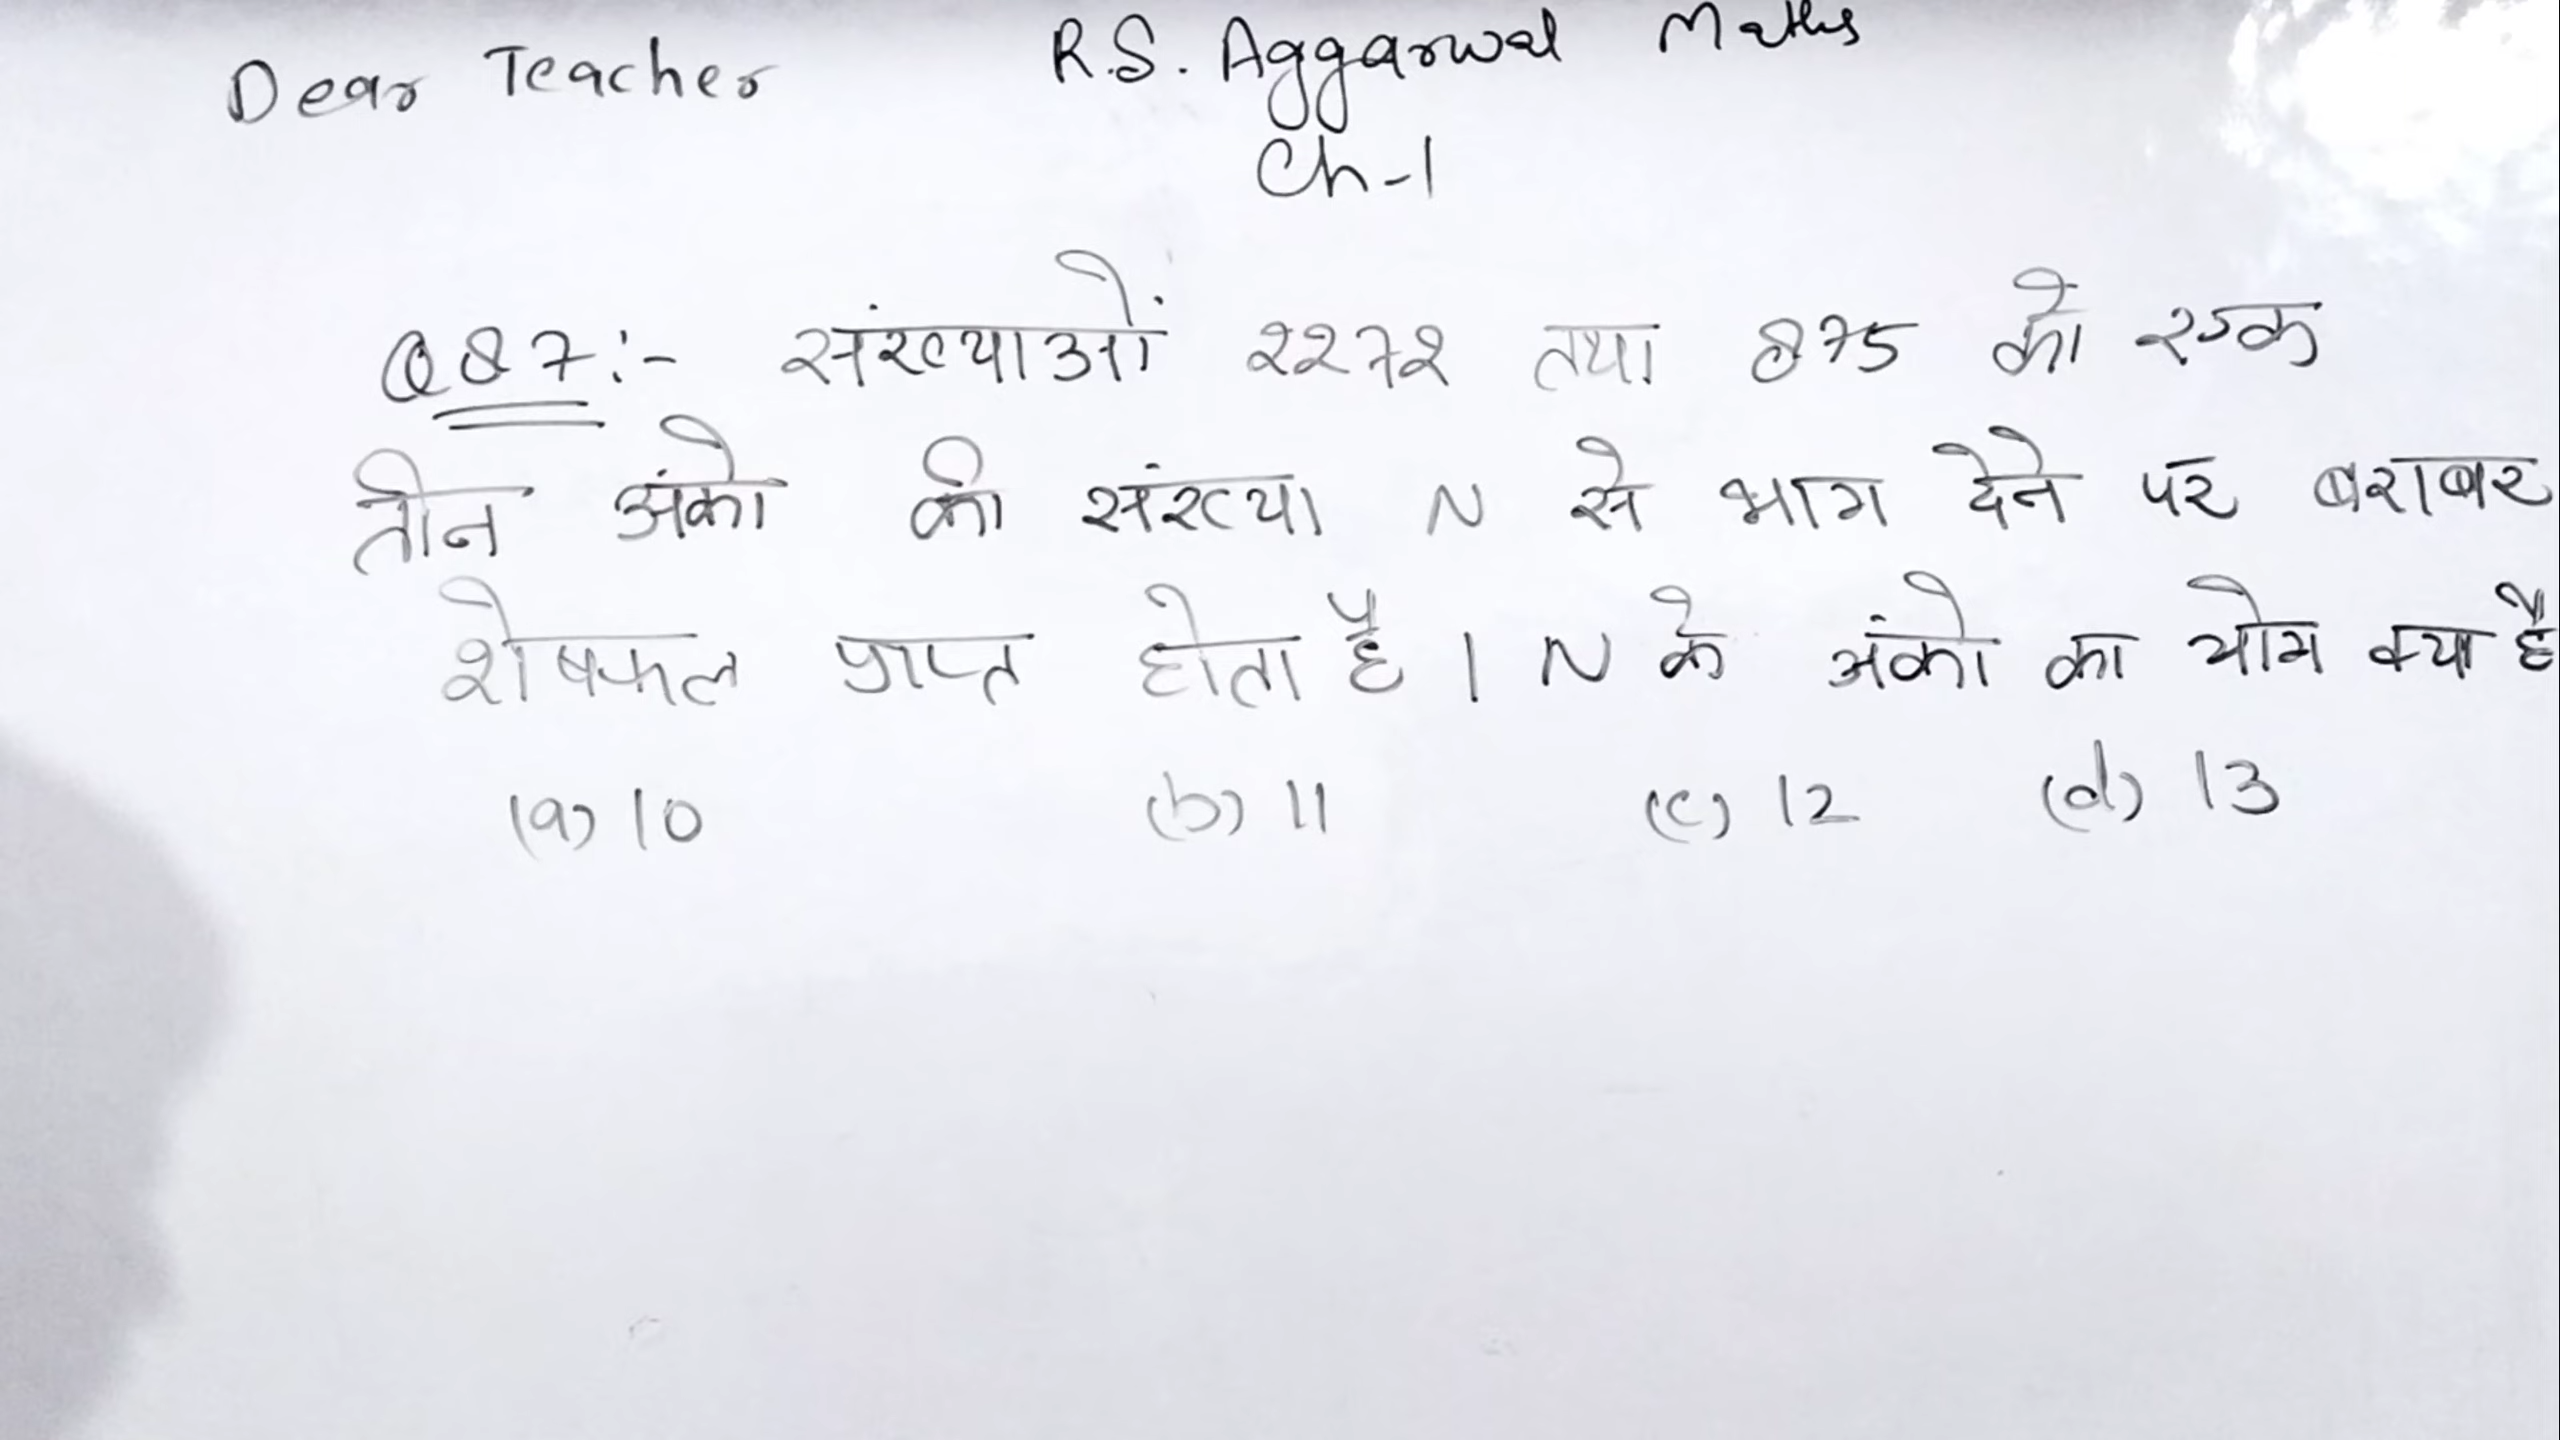 Dear Teacher R.S. Aggarwal Maths
Ch-1
Q87:- संख्याओं 2272 तथा 875 को एक
तीन अंको की संख्या N से भाग देने पर बराबर
शेषफल प्राप्त होता है । N के अंको का योग क्या है
(a) 10 (b) 11 (c) 12 (d) 13